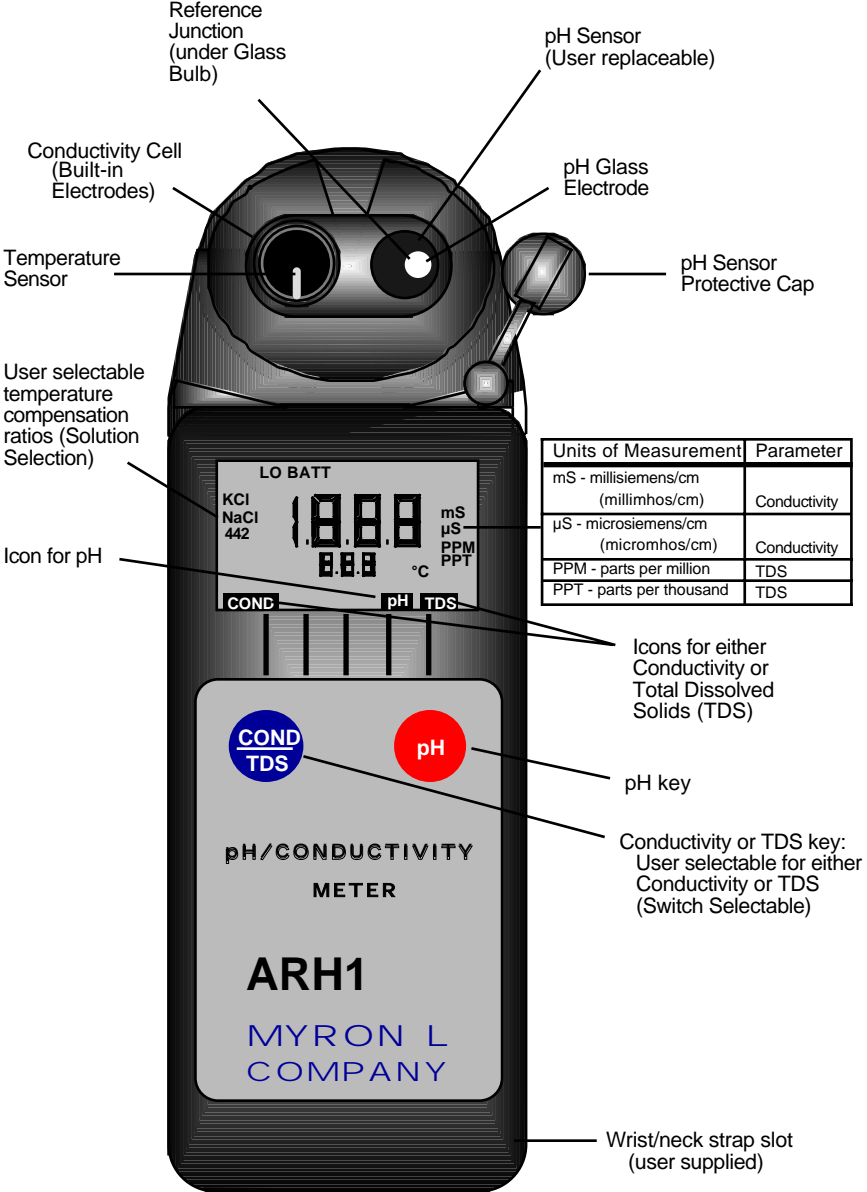 Reference
Junction
(under Glass
Bulb)
pH Sensor
(User replaceable)
Conductivity Cell
(Built-in
Electrodes)
pH Glass
Electrode
Temperature
Sensor
pH Sensor
Protective Cap
User selectable
temperature
compensation
ratios (Solution
Selection)
Icon for pH
LO BATT
KCl
NaCl
442
18.8.8
mS
µS
PPM
PPT
8.8.8
°C
COND
pH
TDS
Units of Measurement Parameter
mS - millisiemens/cm
(millimhos/cm) Conductivity
µS - microsiemens/cm
(micromhos/cm) Conductivity
PPM - parts per million TDS
PPT - parts per thousand TDS
Icons for either
Conductivity or
Total Dissolved
Solids (TDS)
COND
TDS
pH
pH key
Conductivity or TDS key:
User selectable for either
Conductivity or TDS
(Switch Selectable)
pH/CONDUCTIVITY
METER
ARH1
MYRON L
COMPANY
Wrist/neck strap slot
(user supplied)